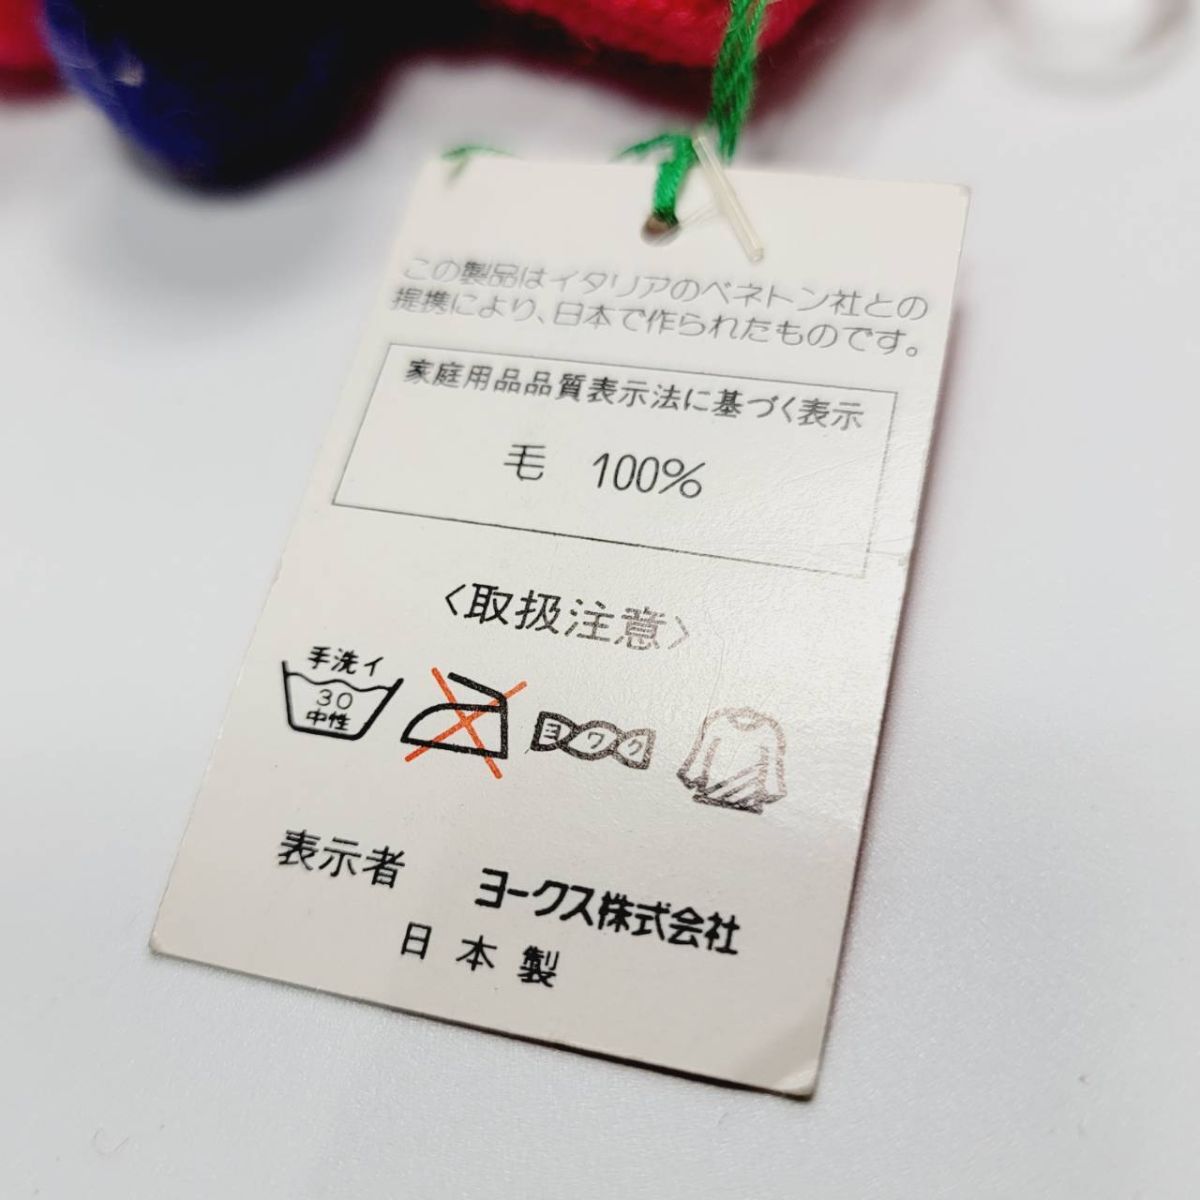 この製品はイタリアのベネトン社との
提携により、日本で作られたものです。
家庭用品品質表示法に基づく表示
毛 100%
<取扱注意>
手洗イ
30
中性
ヨワク
表示者 ヨークス株式会社
日本製